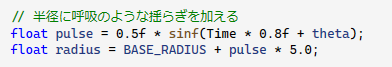 // 半径に呼吸のような揺らぎを加える
float pulse = 0.5f * sinf(Time * 0.8f + theta);
float radius = BASE_RADIUS + pulse * 5.0;